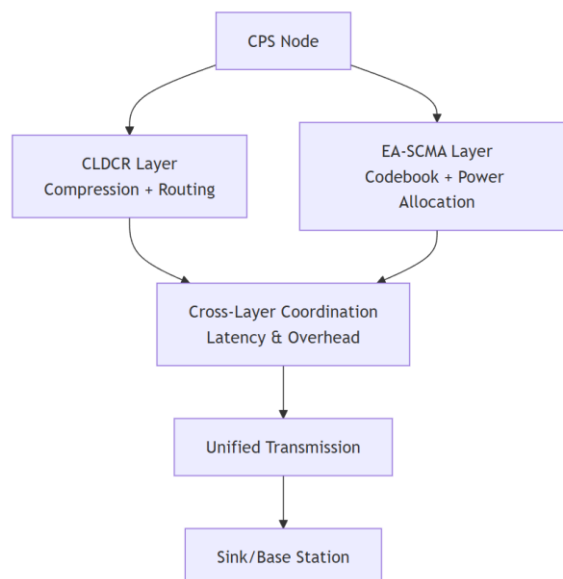 CPS Node
CLDCR Layer
Compression + Routing
EA-SCMA Layer
Codebook + Power
Allocation
Cross-Layer Coordination
Latency & Overhead
Unified Transmission
Sink/Base Station